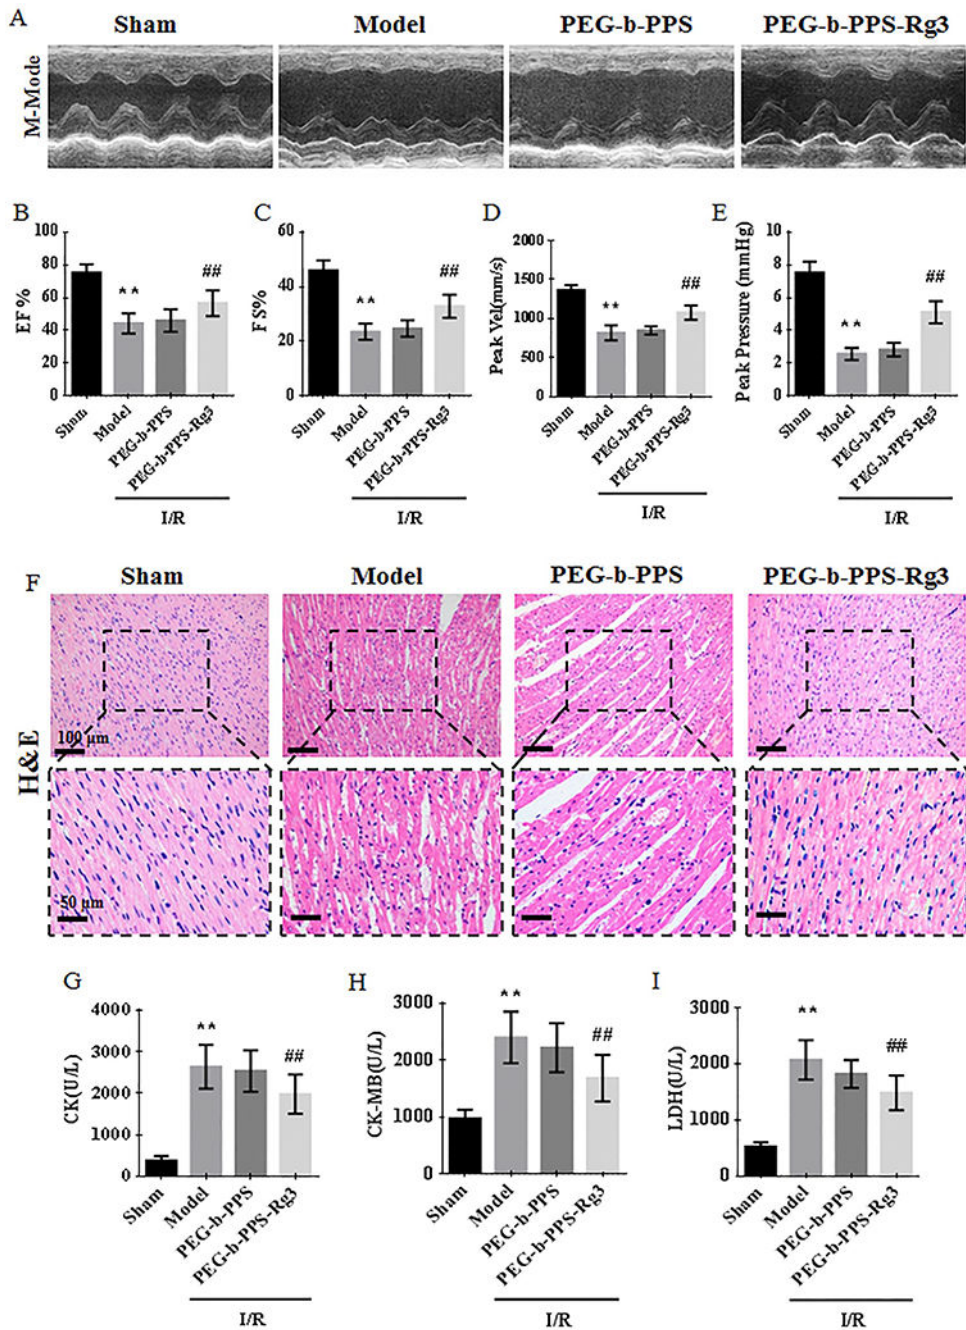 A
Sham Model PEG-b-PPS PEG-b-PPS-Rg3
M-Mode
B
EF%
100
80
60
40
20
0
**
##
Sham
Model
PEG-b-PPS
PEG-b-PPS-Rg3
I/R
C
FS%
60
40
20
0
**
##
Sham
Model
PEG-b-PPS
PEG-b-PPS-Rg3
I/R
D
Peak Vel(mm/s)
2000
1500
1000
500
0
**
##
Sham
Model
PEG-b-PPS
PEG-b-PPS-Rg3
I/R
E
Peak Pressure (mmHg)
8
6
4
2
0
**
##
Sham
Model
PEG-b-PPS
PEG-b-PPS-Rg3
I/R
F
Sham Model PEG-b-PPS PEG-b-PPS-Rg3
H&E
100 μm
50 μm
G
CK(U/L)
4000
3000
2000
1000
0
**
##
Sham
Model
PEG-b-PPS
PEG-b-PPS-Rg3
I/R
H
CK-MB(U/L)
3000
2000
1000
0
**
##
Sham
Model
PEG-b-PPS
PEG-b-PPS-Rg3
I/R
I
LDH(U/L)
3000
2000
1000
0
**
##
Sham
Model
PEG-b-PPS
PEG-b-PPS-Rg3
I/R